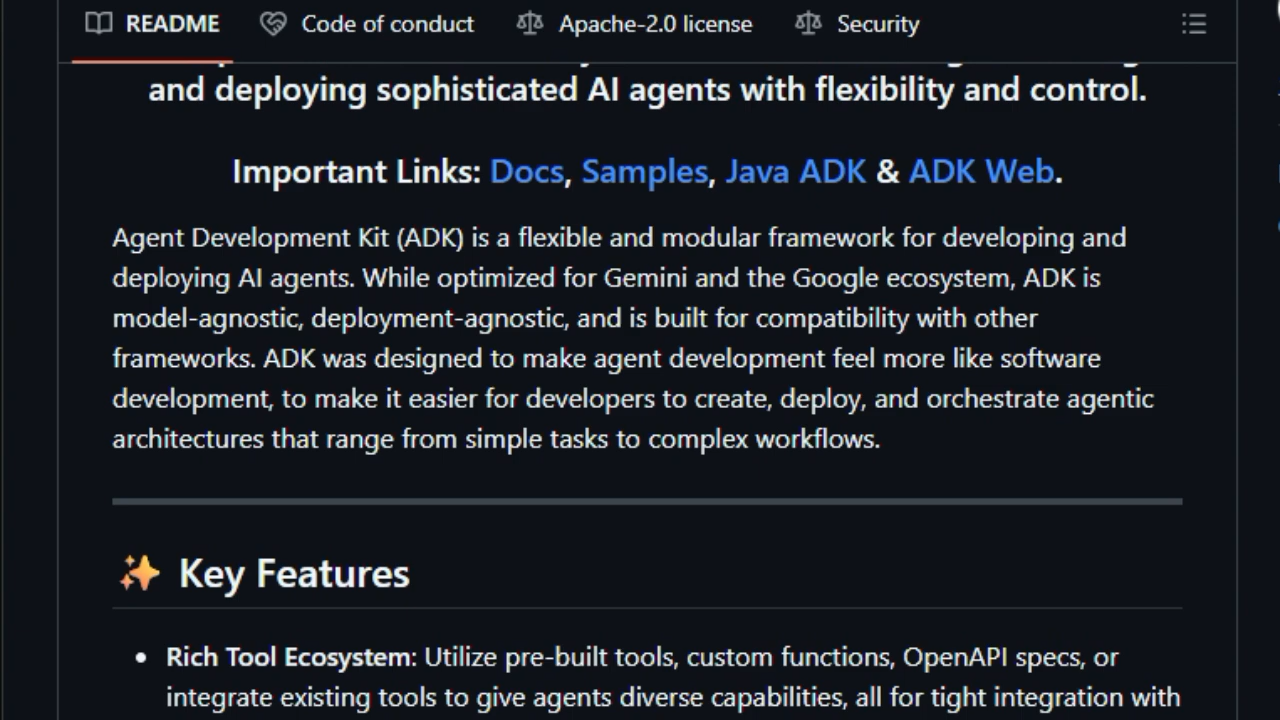 README Code of conduct Apache-2.0 license Security
and deploying sophisticated AI agents with flexibility and control.
Important Links: Docs, Samples, Java ADK & ADK Web.
Agent Development Kit (ADK) is a flexible and modular framework for developing and
deploying AI agents. While optimized for Gemini and the Google ecosystem, ADK is
model-agnostic, deployment-agnostic, and is built for compatibility with other
frameworks. ADK was designed to make agent development feel more like software
development, to make it easier for developers to create, deploy, and orchestrate agentic
architectures that range from simple tasks to complex workflows.
✨ Key Features
• Rich Tool Ecosystem: Utilize pre-built tools, custom functions, OpenAPI specs, or
integrate existing tools to give agents diverse capabilities, all for tight integration with